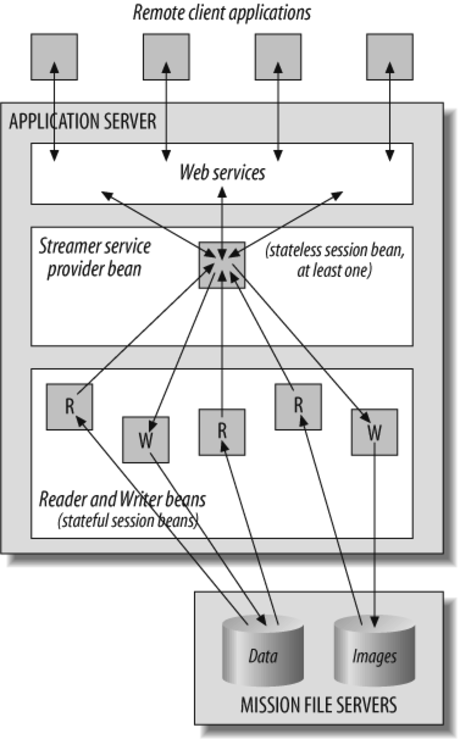 Remote client applications
APPLICATION SERVER
Web services
Streamer service
provider bean
(stateless session bean,
at least one)
R
W
R
R
W
Reader and Writer beans
(stateful session beans)
Data
Images
MISSION FILE SERVERS